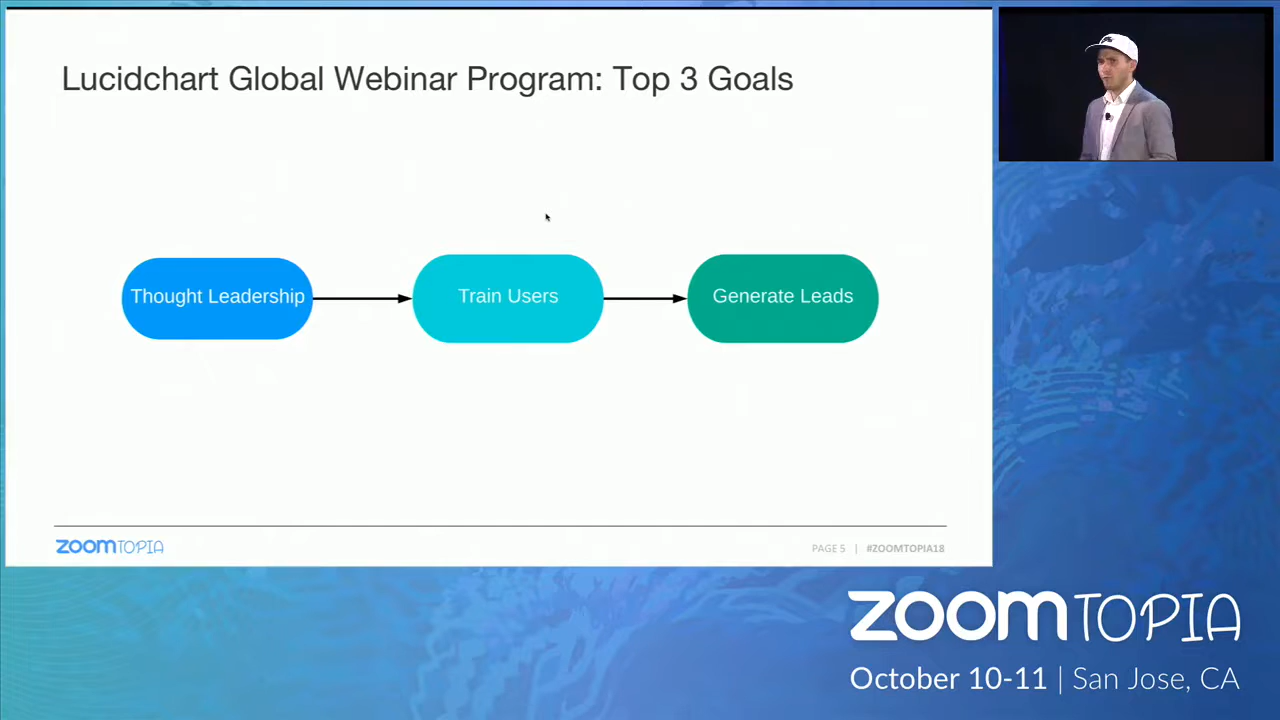 Lucidchart Global Webinar Program: Top 3 Goals
Thought Leadership
Train Users
Generate Leads
zoomTOPIA
PAGE 5 | #ZOOMTOPIA18
zoomTOPIA
October 10-11 | San Jose, CA